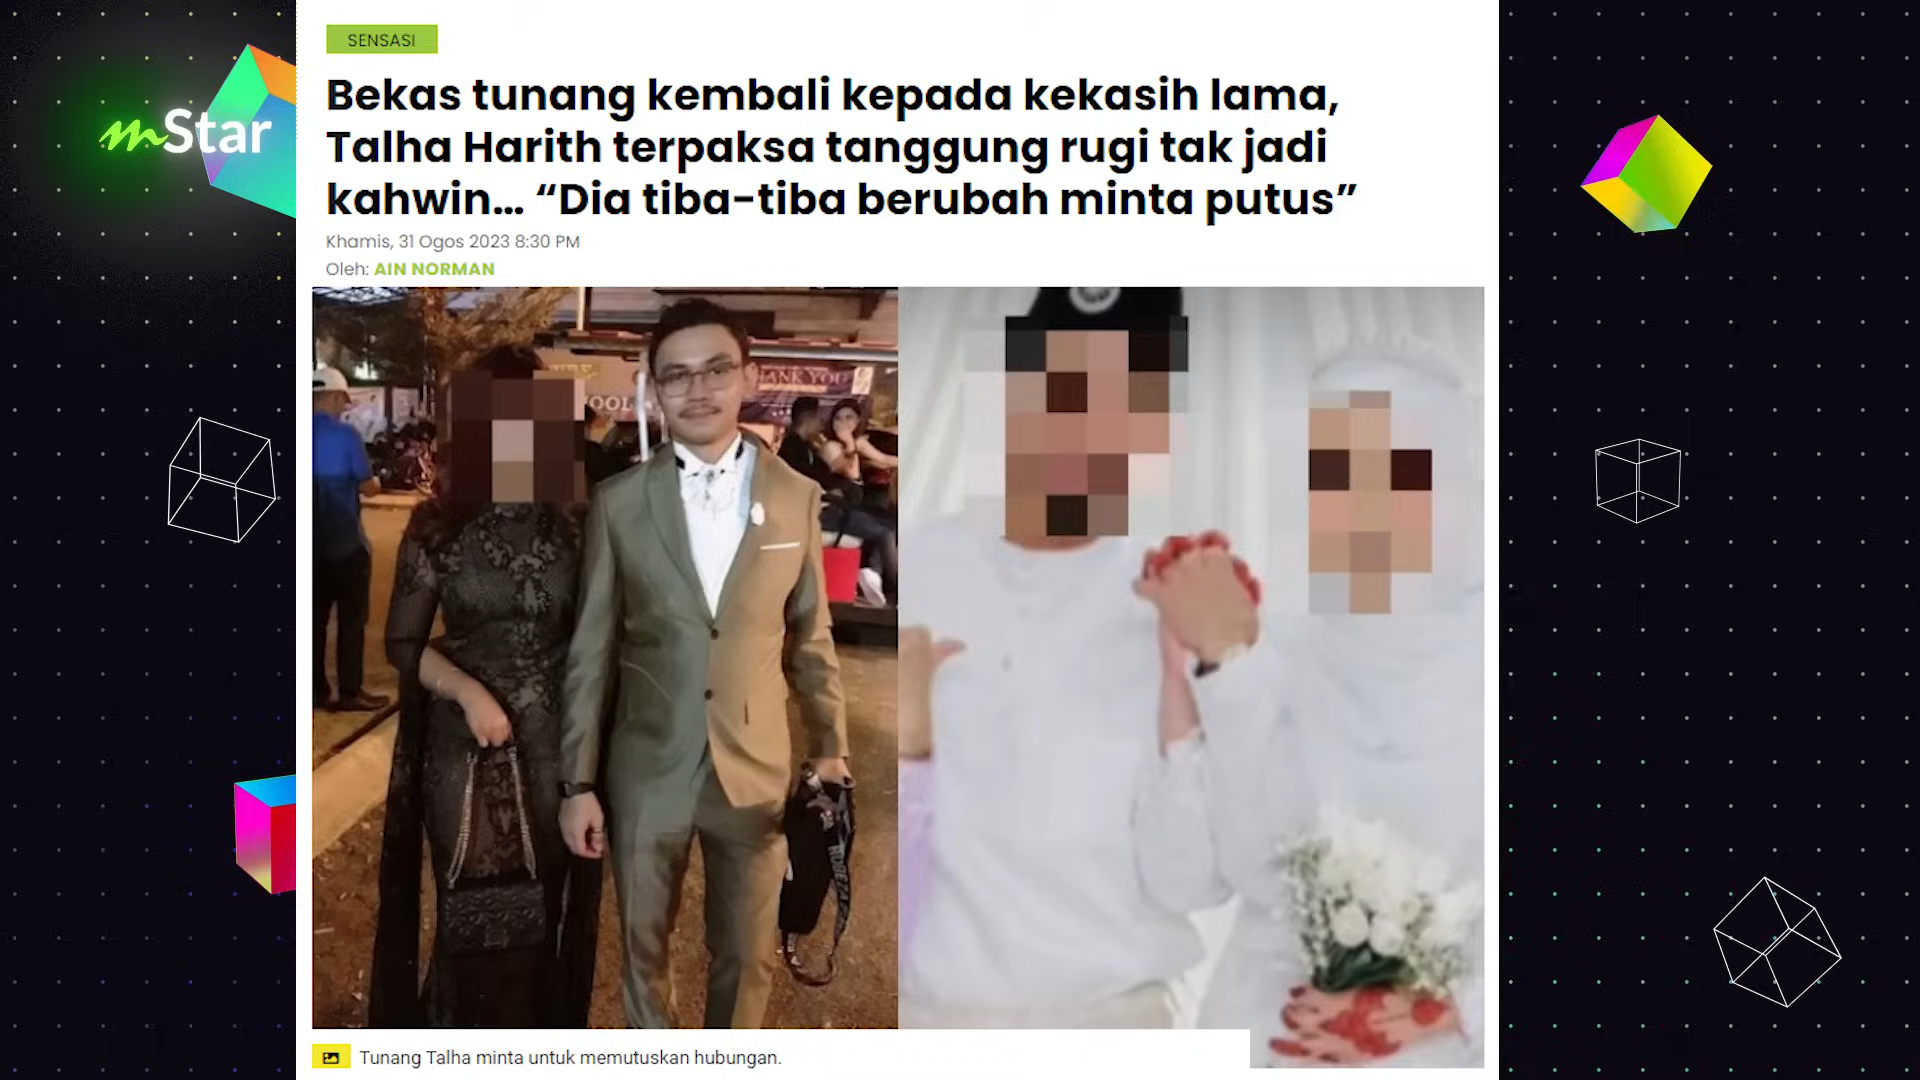 mStar
SENSASI
Bekas tunang kembali kepada kekasih lama,
Talha Harith terpaksa tanggung rugi tak jadi
kahwin... “Dia tiba-tiba berubah minta putus”
Khamis, 31 Ogos 2023 8:30 PM
Oleh: AIN NORMAN
THANK YOU
Tunang Talha minta untuk memutuskan hubungan.